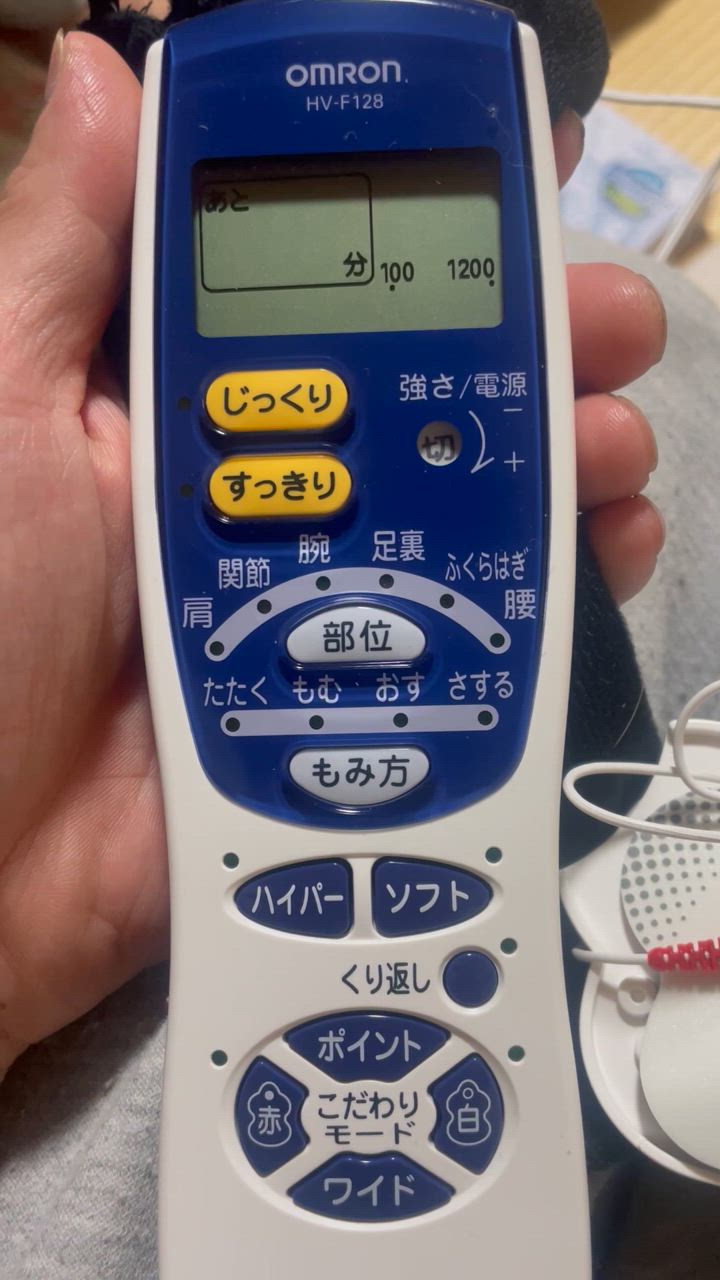 OMRON
HV-F128
あと
分 100 1200
じっくり
すっきり
強さ/電源
切
−
+
肩 関節 腕 足裏 ふくらはぎ 腰
部位
たたく もむ おす さする
もみ方
ハイパー ソフト
くり返し
ポイント
赤 こだわり 白
モード
ワイド